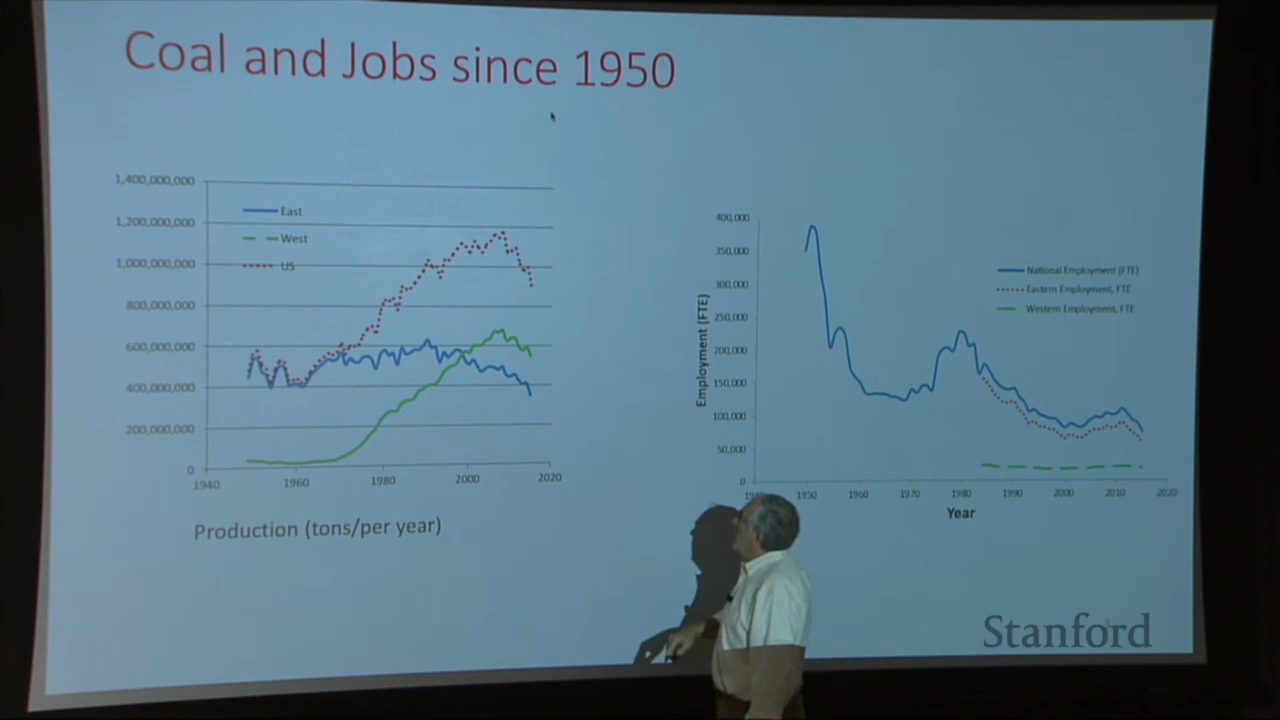 Coal and Jobs since 1950
1,400,000,000
1,200,000,000
1,000,000,000
800,000,000
600,000,000
400,000,000
200,000,000
0
East
West
US
1940
1960
1980
2000
2020
Production (tons/per year)
400,000
350,000
300,000
250,000
200,000
150,000
100,000
50,000
0
Employment (FTE)
National Employment (FTE)
Eastern Employment, FTE
Western Employment, FTE
1950
1960
1970
1980
1990
2000
2010
2020
Year
Stanford